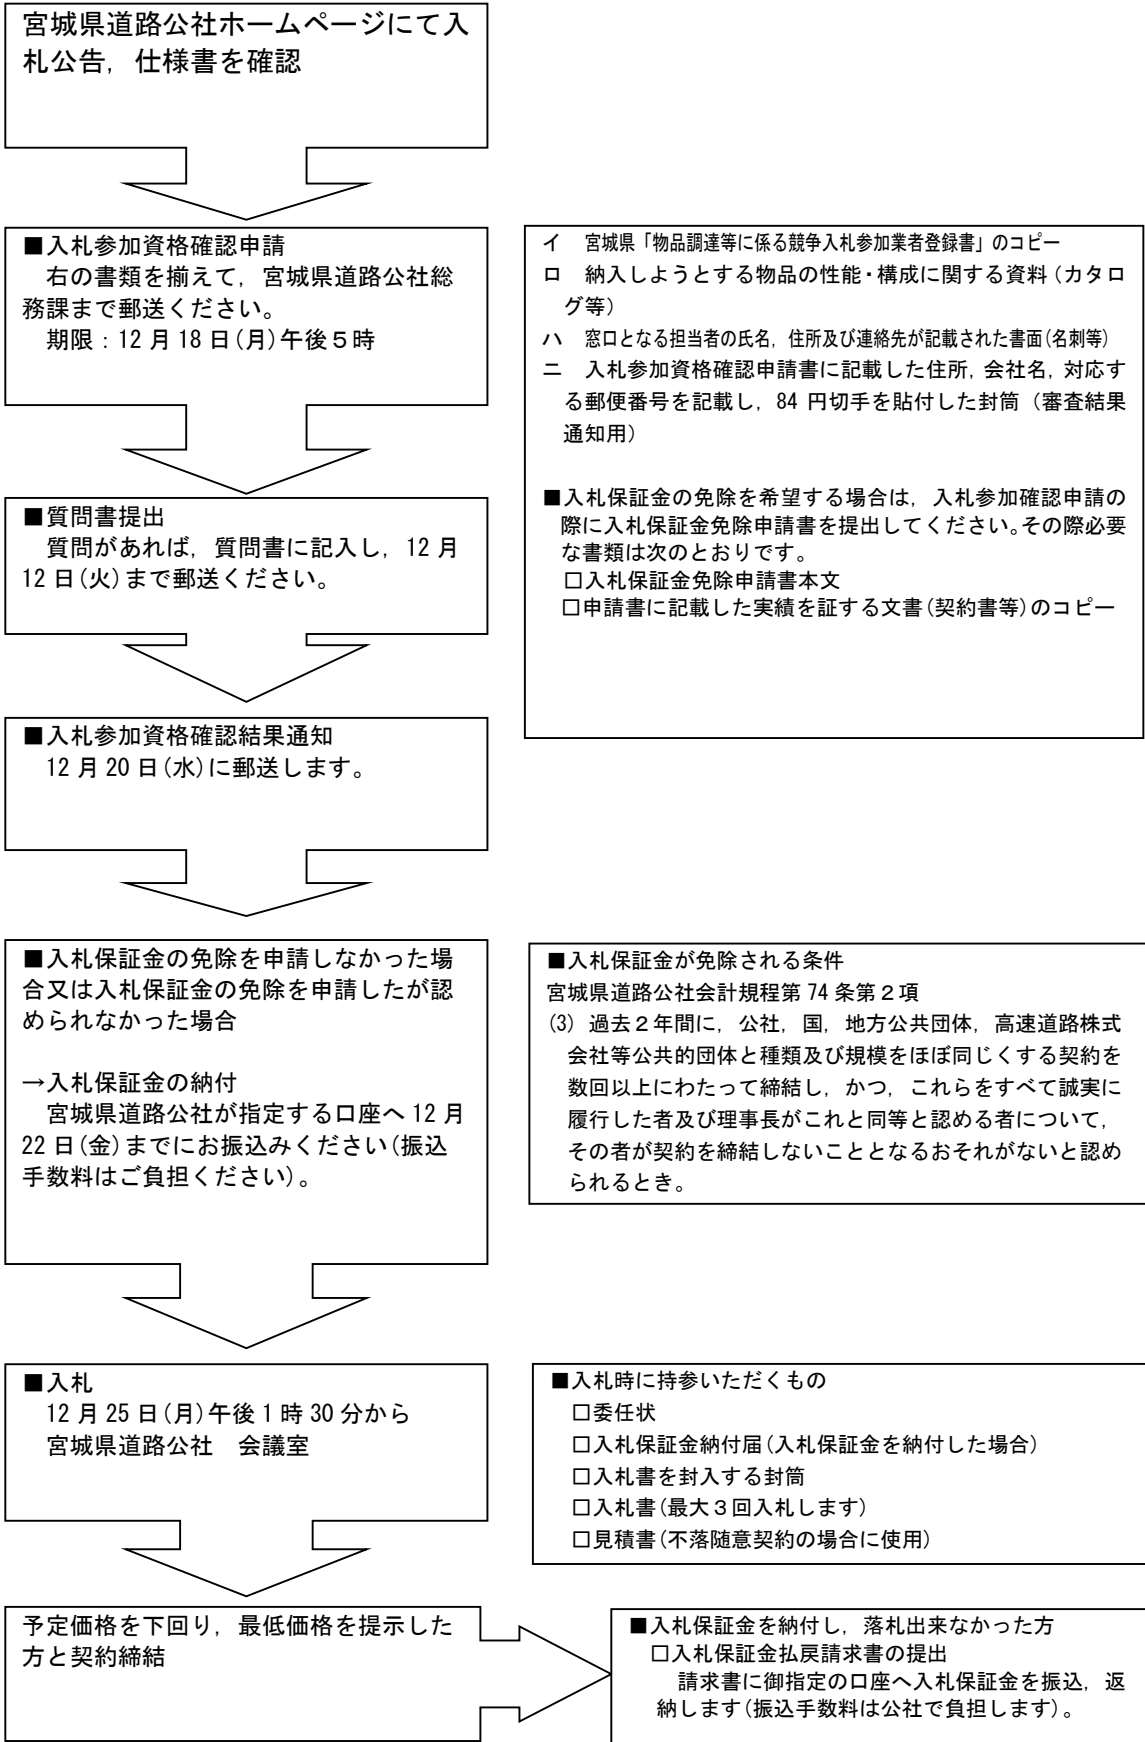 宮城県道路公社ホームページにて入
札公告，仕様書を確認
■入札参加資格確認申請
右の書類を揃えて，宮城県道路公社総
務課まで郵送ください。
期限：12月18日(月)午後５時
イ　宮城県「物品調達等に係る競争入札参加業者登録書」のコピー
ロ　納入しようとする物品の性能・構成に関する資料（カタロ
グ等）
ハ　窓口となる担当者の氏名，住所及び連絡先が記載された書面(名刺等)
ニ　入札参加資格確認申請書に記載した住所，会社名，対応す
る郵便番号を記載し，84 円切手を貼付した封筒（審査結果
通知用）
■入札保証金の免除を希望する場合は，入札参加確認申請の
際に入札保証金免除申請書を提出してください。その際必要
な書類は次のとおりです。
□入札保証金免除申請書本文
□申請書に記載した実績を証する文書(契約書等)のコピー
■質問書提出
質問があれば，質問書に記入し，12月
12日(火)まで郵送ください。
■入札参加資格確認結果通知
12月20日(水)に郵送します。
■入札保証金の免除を申請しなかった場
合又は入札保証金の免除を申請したが認
められなかった場合
→入札保証金の納付
宮城県道路公社が指定する口座へ12月
22日(金)までにお振込みください(振込
手数料はご負担ください)。
■入札保証金が免除される条件
宮城県道路公社会計規程第74条第２項
(3) 過去２年間に，公社，国，地方公共団体，高速道路株式
会社等公共的団体と種類及び規模をほぼ同じくする契約を
数回以上にわたって締結し，かつ，これらをすべて誠実に
履行した者及び理事長がこれと同等と認める者について，
その者が契約を締結しないこととなるおそれがないと認め
られるとき。
■入札
12月25日(月)午後１時30分から
宮城県道路公社　会議室
■入札時に持参いただくもの
□委任状
□入札保証金納付届(入札保証金を納付した場合)
□入札書を封入する封筒
□入札書(最大３回入札します)
□見積書(不落随意契約の場合に使用)
予定価格を下回り，最低価格を提示した
方と契約締結
■入札保証金を納付し，落札出来なかった方
□入札保証金払戻請求書の提出
請求書に御指定の口座へ入札保証金を振込，返
納します(振込手数料は公社で負担します)。